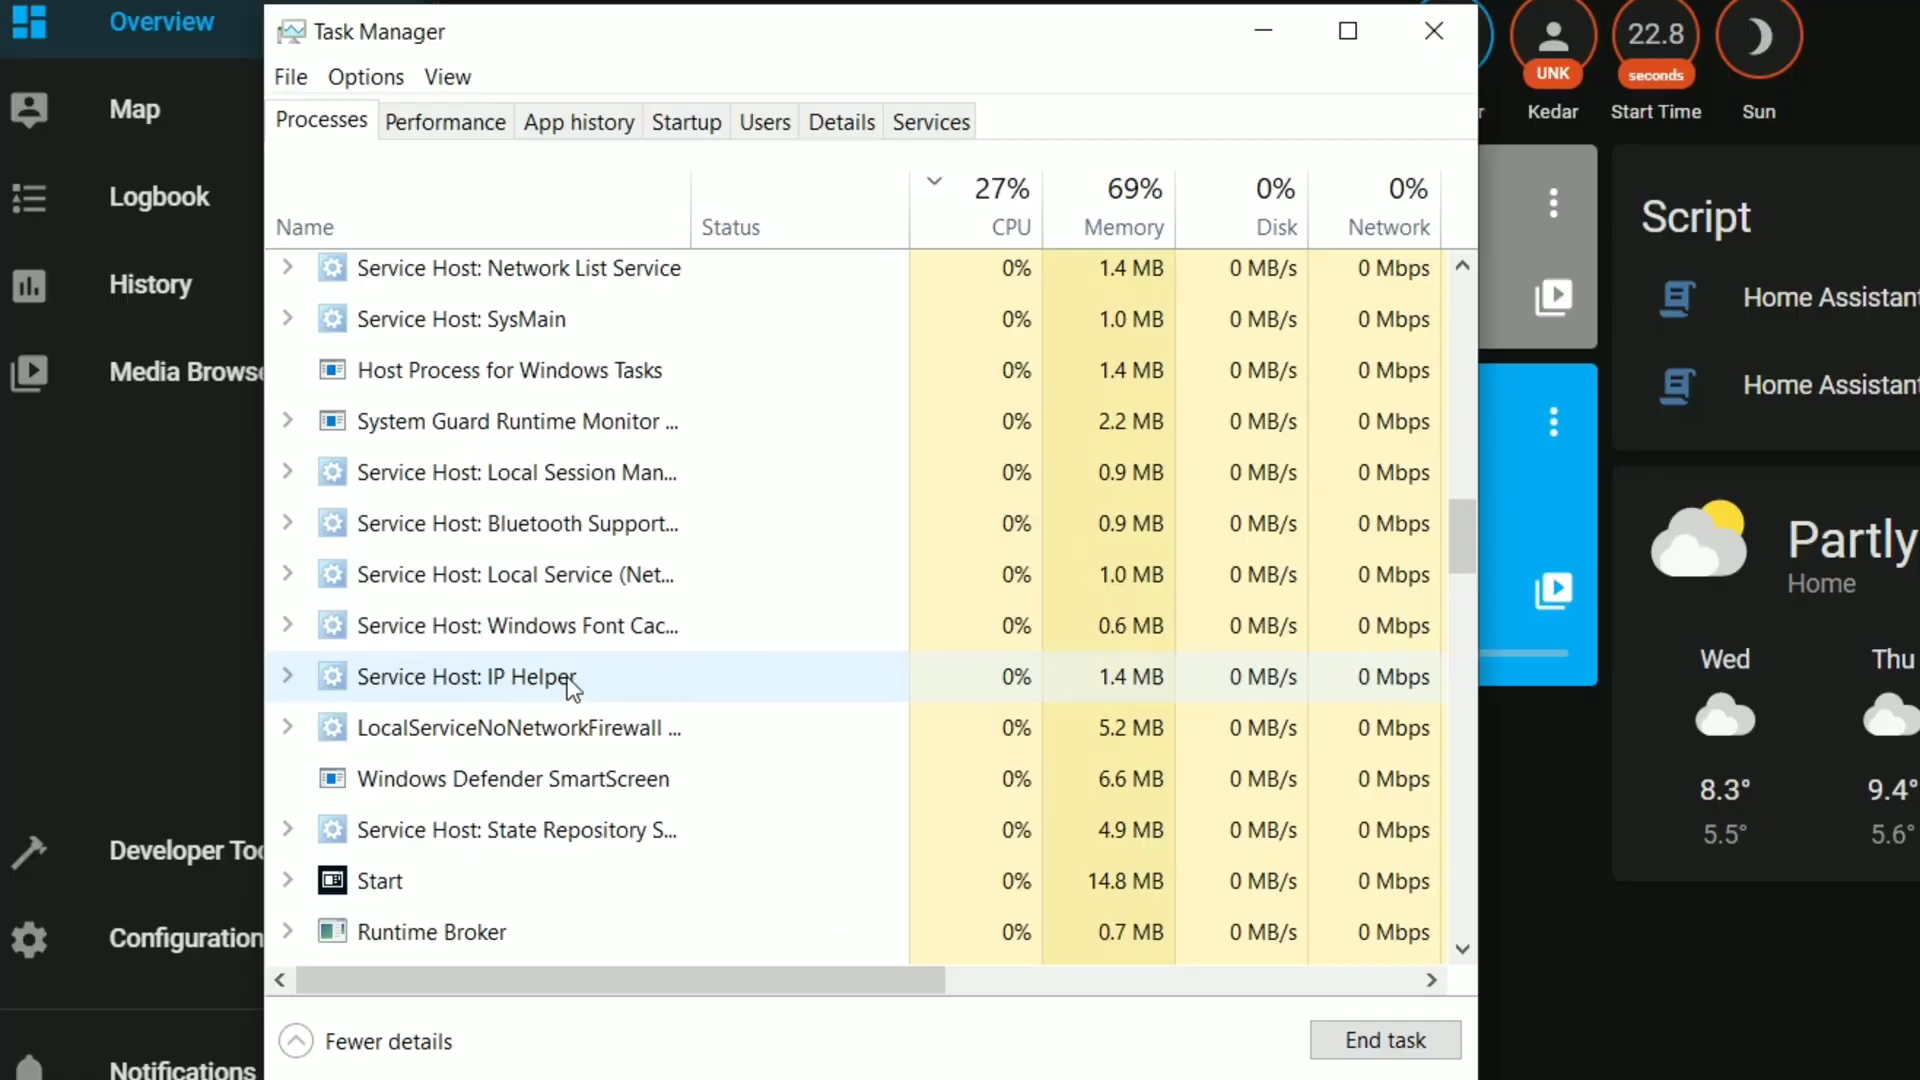 Overview
Map
Logbook
History
Media Browse
Developer Too
Configuration
Notifications
Task Manager
File Options View
Processes Performance App history Startup Users Details Services
27% 69% 0% 0%
Name Status CPU Memory Disk Network
Service Host: Network List Service 0% 1.4 MB 0 MB/s 0 Mbps
Service Host: SysMain 0% 1.0 MB 0 MB/s 0 Mbps
Host Process for Windows Tasks 0% 1.4 MB 0 MB/s 0 Mbps
System Guard Runtime Monitor ... 0% 2.2 MB 0 MB/s 0 Mbps
Service Host: Local Session Man... 0% 0.9 MB 0 MB/s 0 Mbps
Service Host: Bluetooth Support... 0% 0.9 MB 0 MB/s 0 Mbps
Service Host: Local Service (Net... 0% 1.0 MB 0 MB/s 0 Mbps
Service Host: Windows Font Cac... 0% 0.6 MB 0 MB/s 0 Mbps
Service Host: IP Helper 0% 1.4 MB 0 MB/s 0 Mbps
LocalServiceNoNetworkFirewall ... 0% 5.2 MB 0 MB/s 0 Mbps
Windows Defender SmartScreen 0% 6.6 MB 0 MB/s 0 Mbps
Service Host: State Repository S... 0% 4.9 MB 0 MB/s 0 Mbps
Start 0% 14.8 MB 0 MB/s 0 Mbps
Runtime Broker 0% 0.7 MB 0 MB/s 0 Mbps
Fewer details
End task
22.8
UNK seconds
r Kedar Start Time Sun
Script
Home Assistant
Home Assistant
Partly
Home
Wed Thu
8.3° 9.4°
5.5° 5.6°